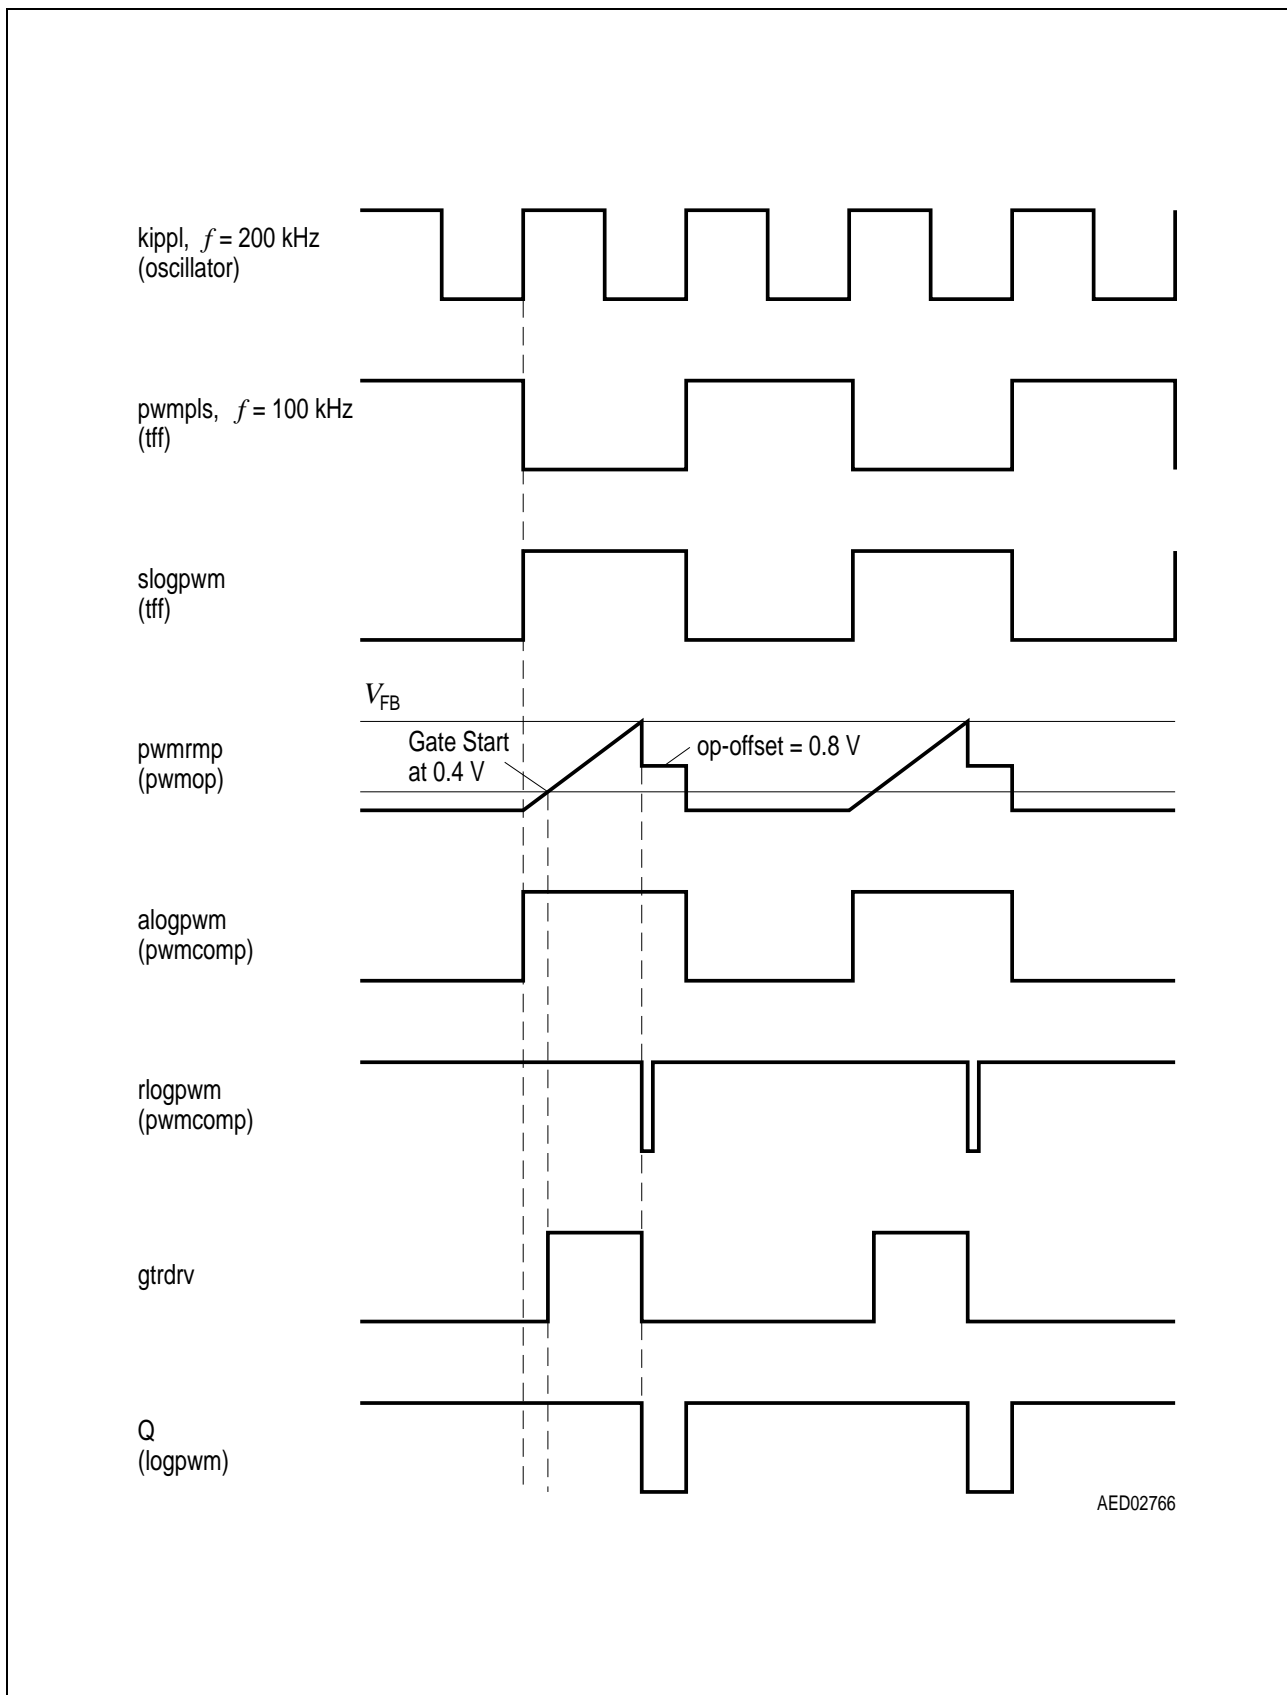 kippl, f = 200 kHz
(oscillator)
pwmpls, f = 100 kHz
(tff)
slogpwm
(tff)
VFB
pwmrmp
(pwmop)
Gate Start
at 0.4 V
op-offset = 0.8 V
alogpwm
(pwmcomp)
rlogpwm
(pwmcomp)
gtrdrv
Q
(logpwm)
AED02766